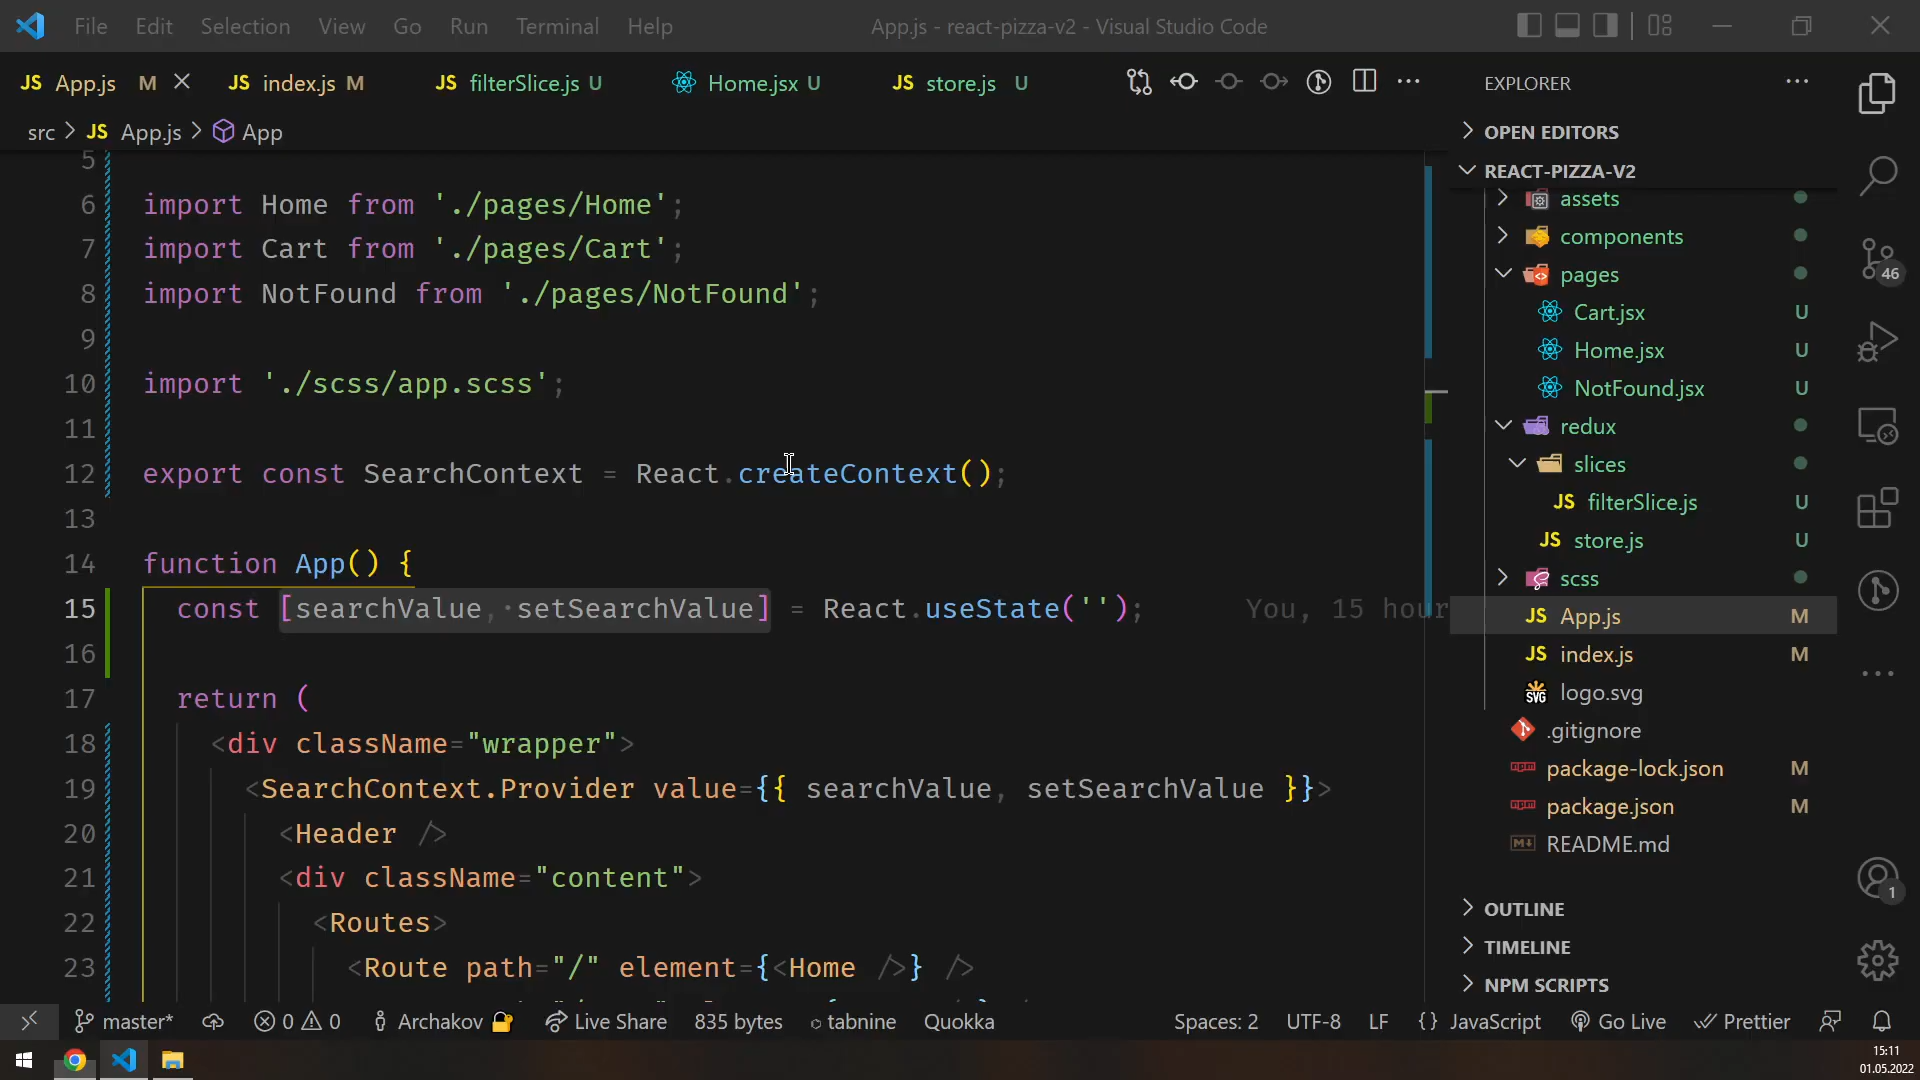 File Edit Selection View Go Run Terminal Help App.js - react-pizza-v2 - Visual Studio Code
JS App.js M JS index.js M JS filterSlice.js U Home.jsx U JS store.js U
src > JS App.js > App
5
6 import Home from './pages/Home';
7 import Cart from './pages/Cart';
8 import NotFound from './pages/NotFound';
9
10 import './scss/app.scss';
11
12 export const SearchContext = React.createContext();
13
14 function App() {
15 const [searchValue, setSearchValue] = React.useState(''); You, 15 hour
16
17 return (
18 <div className="wrapper">
19 <SearchContext.Provider value={{ searchValue, setSearchValue }}>
20 <Header />
21 <div className="content">
22 <Routes>
23 <Route path="/" element={<Home />} />
EXPLORER
OPEN EDITORS
REACT-PIZZA-V2
assets
components
pages
Cart.jsx U
Home.jsx U
NotFound.jsx U
redux
slices
JS filterSlice.js U
JS store.js U
scss
JS App.js M
JS index.js M
SVG logo.svg
.gitignore
package-lock.json M
package.json M
README.md
OUTLINE
TIMELINE
NPM SCRIPTS
46
1
master* 0 0 Archakov Live Share 835 bytes tabnine Quokka Spaces: 2 UTF-8 LF {} JavaScript Go Live Prettier
15:11
01.05.2022